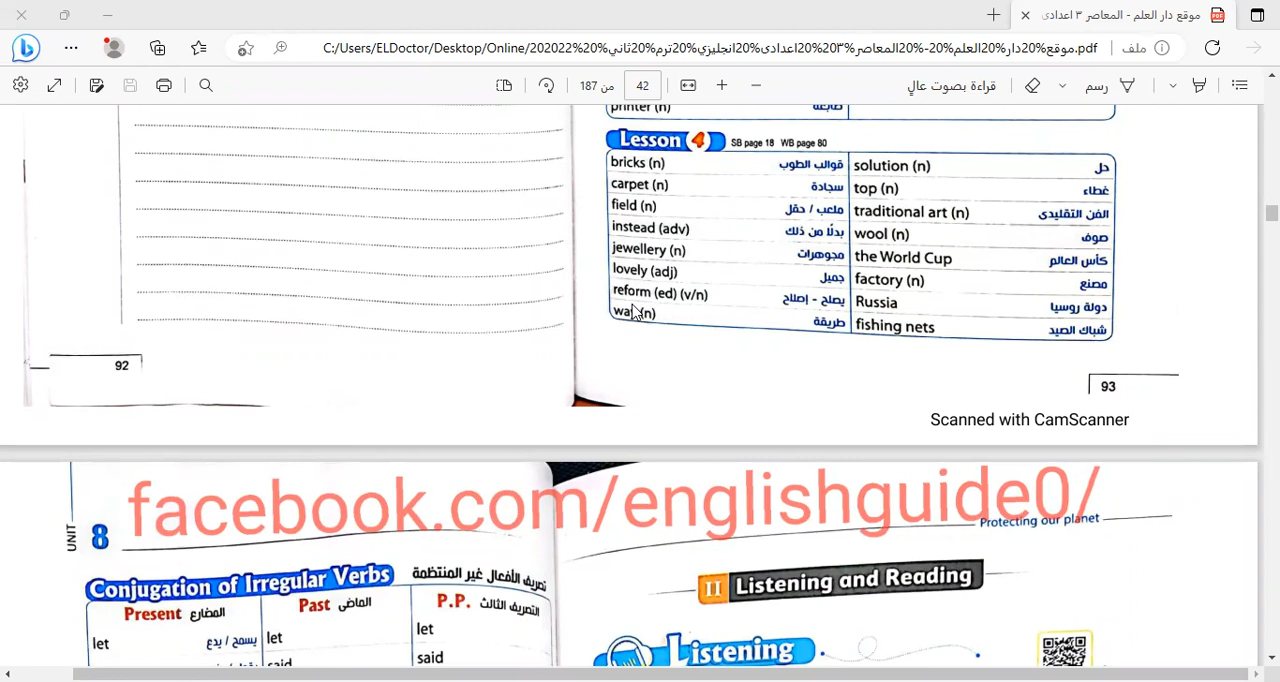 موقع دار العلم - المعاصر ٣ اعدادى
C:/Users/ELDoctor/Desktop/Online/202022%20موقع%20دار%20العلم%20-%20المعاصر%20٣%20اعدادى%20انجليزي%20ترم%20ثاني.pdf
ملف
من 187
42
قراءة بصوت عالٍ
رسم
printer (n) طابعة
Lesson 4 SB page 18 WB page 80
bricks (n) قوالب الطوب
solution (n) حل
carpet (n) سجادة
top (n) غطاء
field (n) ملعب / حقل
traditional art (n) الفن التقليدى
instead (adv) بدلًا من ذلك
wool (n) صوف
jewellery (n) مجوهرات
the World Cup كأس العالم
lovely (adj) جميل
factory (n) مصنع
reform (ed) (v/n) يصلح - إصلاح
Russia دولة روسيا
way (n) طريقة
fishing nets شباك الصيد
92
93
Scanned with CamScanner
facebook.com/englishguide0/
UNIT 8
Protecting our planet
Conjugation of Irregular Verbs تصريف الأفعال غير المنتظمة
II Listening and Reading
Present المضارع
Past الماضى
P.P. التصريف الثالث
let يسمح / يدع
let
let
said
said
Listening